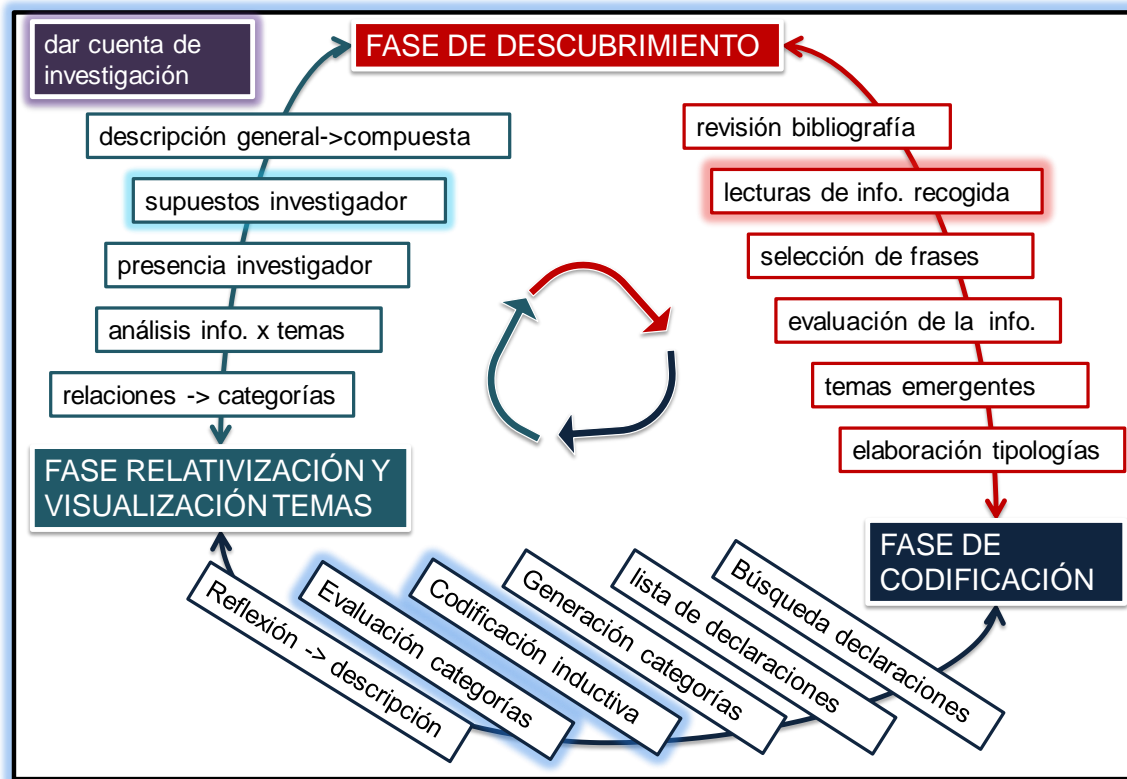 dar cuenta de
investigación
FASE DE DESCUBRIMIENTO
descripción general->compuesta
supuestos investigador
presencia investigador
análisis info. x temas
relaciones -> categorías
revisión bibliografía
lecturas de info. recogida
selección de frases
evaluación de la info.
temas emergentes
elaboración tipologías
FASE RELATIVIZACIÓN Y
VISUALIZACIÓN TEMAS
FASE DE
CODIFICACIÓN
Reflexión -> descripción
Evaluación categorías
Codificación inductiva
Generación categorías
lista de declaraciones
Búsqueda declaraciones